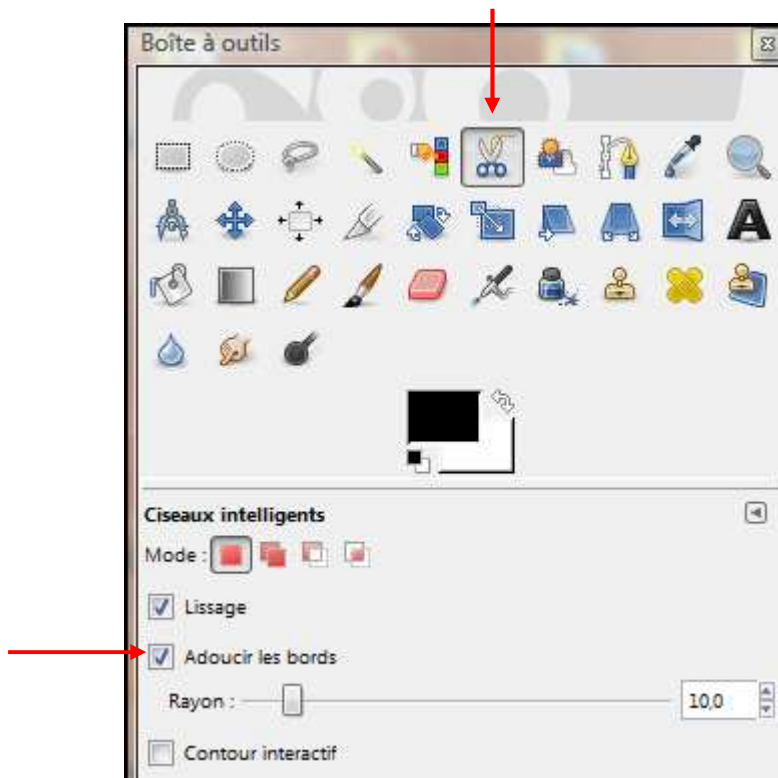 Boîte à outils
Ciseaux intelligents
Mode :
Lissage
Adoucir les bords
Rayon : 10,0
Contour interactif